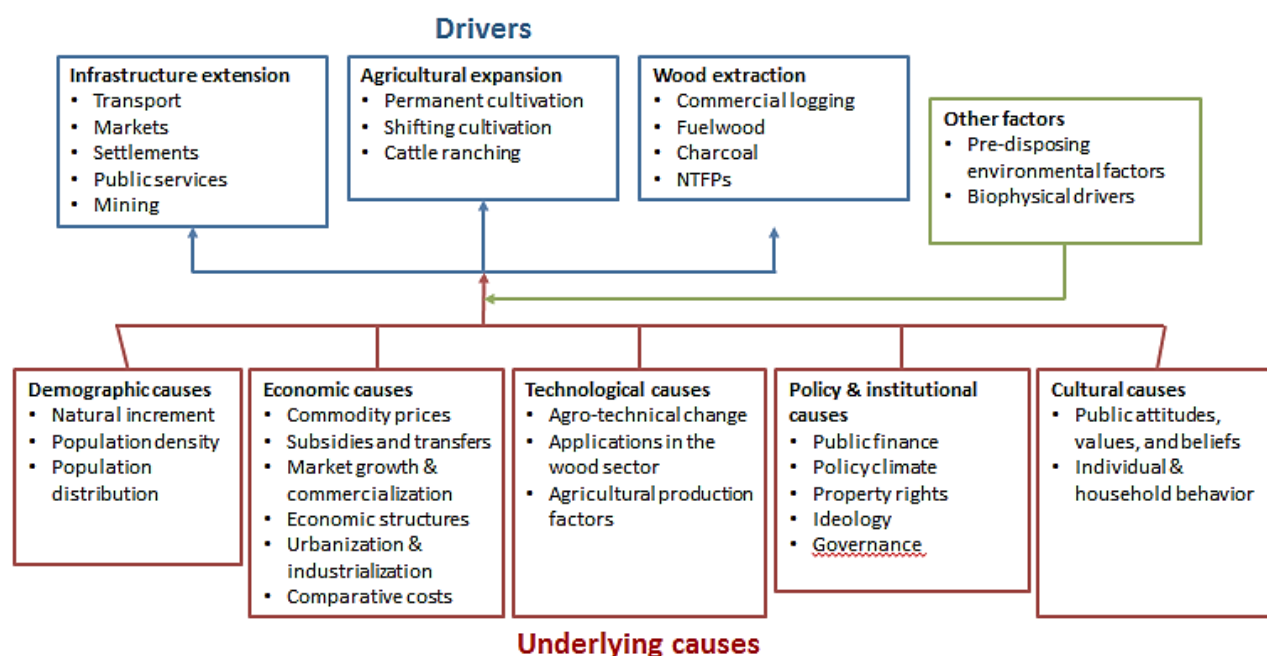 Drivers
Infrastructure extension
• Transport
• Markets
• Settlements
• Public services
• Mining
Agricultural expansion
• Permanent cultivation
• Shifting cultivation
• Cattle ranching
Wood extraction
• Commercial logging
• Fuelwood
• Charcoal
• NTFPs
Other factors
• Pre-disposing
environmental factors
• Biophysical drivers
Demographic causes
• Natural increment
• Population density
• Population
distribution
Economic causes
• Commodity prices
• Subsidies and transfers
• Market growth &
commercialization
• Economic structures
• Urbanization &
industrialization
• Comparative costs
Technological causes
• Agro-technical change
• Applications in the
wood sector
• Agricultural production
factors
Policy & institutional
causes
• Public finance
• Policy climate
• Property rights
• Ideology
• Governance
Cultural causes
• Public attitudes,
values, and beliefs
• Individual &
household behavior
Underlying causes